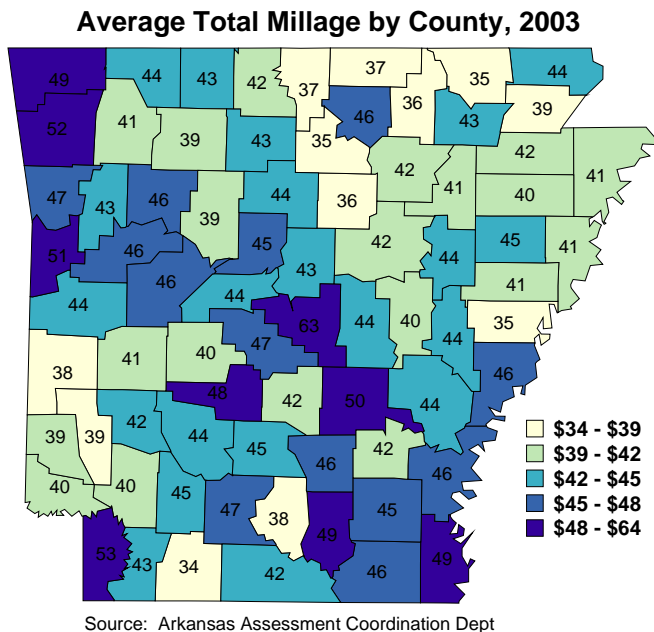 Average Total Millage by County, 2003
49 44 43 42 37 37 35 44
52 41 39 43 35 46 36 43 39
47 43 46 39 44 36 42 41 42 40 41
51 46 46 45 43 42 44 45 41
44 44 63 44 40 44 41 35
38 41 40 47 46
48 42 50 44
39 39 42 44 45 46 42 46
40 40 45 47 38 49 45 49
53 43 34 42 46
$34 - $39
$39 - $42
$42 - $45
$45 - $48
$48 - $64
Source: Arkansas Assessment Coordination Dept